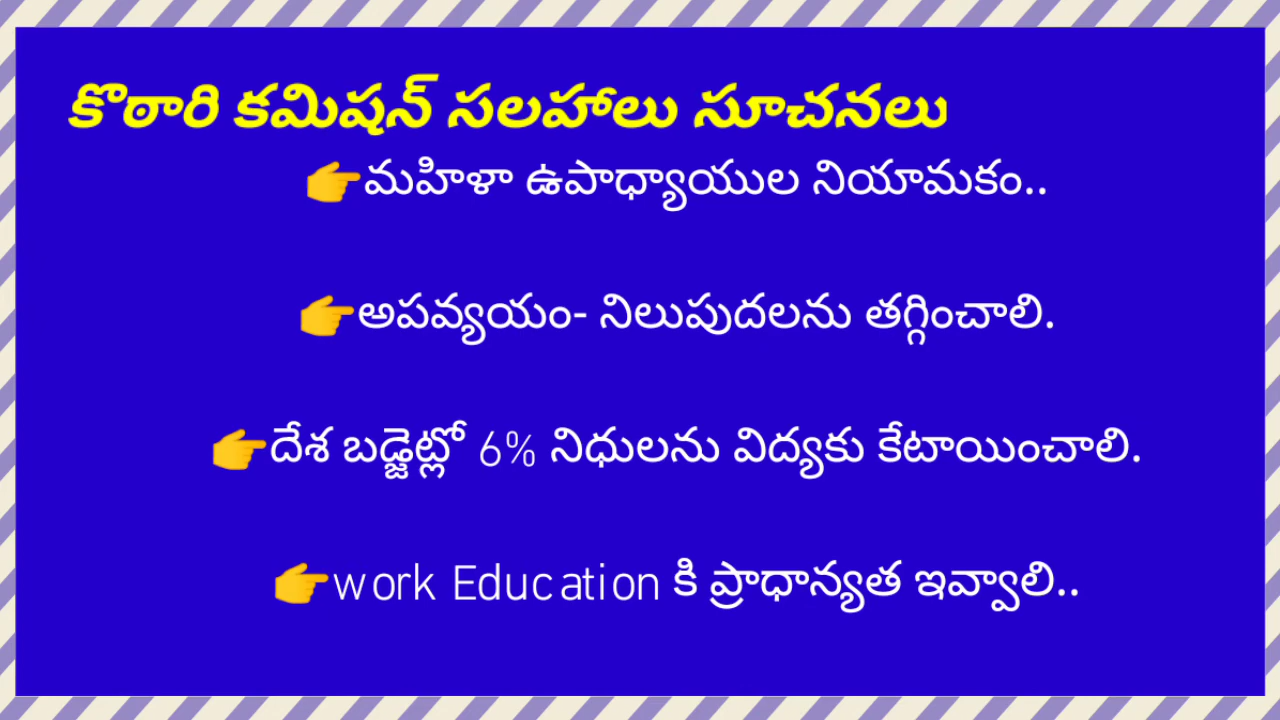 కొఠారి కమిషన్ సలహాలు సూచనలు
👉మహిళా ఉపాధ్యాయుల నియామకం..
👉అపవ్యయం- నిలుపుదలను తగ్గించాలి.
👉దేశ బడ్జెట్లో 6% నిధులను విద్యకు కేటాయించాలి.
👉work Education కి ప్రాధాన్యత ఇవ్వాలి..